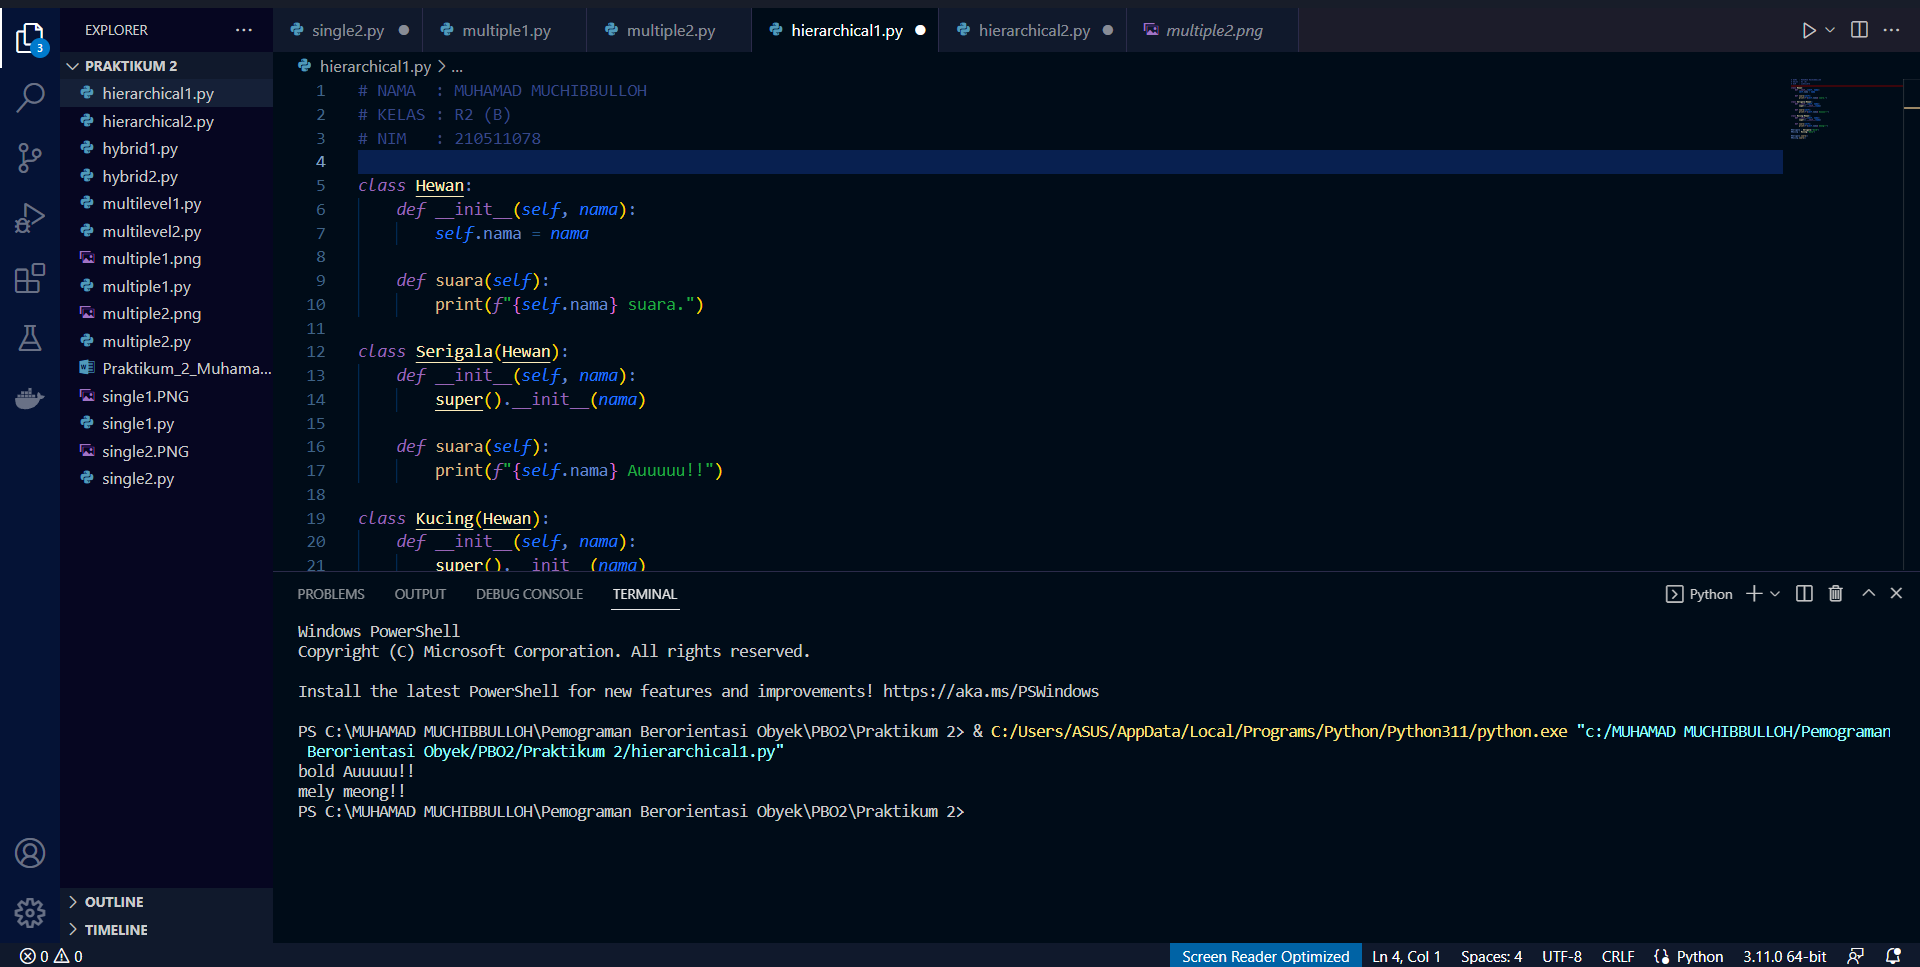 EXPLORER ···
single2.py
multiple1.py
multiple2.py
hierarchical1.py
hierarchical2.py
multiple2.png
3
PRAKTIKUM 2
hierarchical1.py
hierarchical2.py
hybrid1.py
hybrid2.py
multilevel1.py
multilevel2.py
multiple1.png
multiple1.py
multiple2.png
multiple2.py
Praktikum_2_Muhama...
single1.PNG
single1.py
single2.PNG
single2.py
OUTLINE
TIMELINE
hierarchical1.py > ...
1 # NAMA  : MUHAMAD MUCHIBBULLOH
2 # KELAS : R2 (B)
3 # NIM   : 210511078
4
5 class Hewan:
6     def __init__(self, nama):
7         self.nama = nama
8
9     def suara(self):
10         print(f"{self.nama} suara.")
11
12 class Serigala(Hewan):
13     def __init__(self, nama):
14         super().__init__(nama)
15
16     def suara(self):
17         print(f"{self.nama} Auuuuu!!")
18
19 class Kucing(Hewan):
20     def __init__(self, nama):
21         super().__init__(nama)
PROBLEMS OUTPUT DEBUG CONSOLE TERMINAL Python
Windows PowerShell
Copyright (C) Microsoft Corporation. All rights reserved.
Install the latest PowerShell for new features and improvements! https://aka.ms/PSWindows
PS C:\MUHAMAD MUCHIBBULLOH\Pemograman Berorientasi Obyek\PBO2\Praktikum 2> & C:/Users/ASUS/AppData/Local/Programs/Python/Python311/python.exe "c:/MUHAMAD MUCHIBBULLOH/Pemograman
 Berorientasi Obyek/PBO2/Praktikum 2/hierarchical1.py"
bold Auuuuu!!
mely meong!!
PS C:\MUHAMAD MUCHIBBULLOH\Pemograman Berorientasi Obyek\PBO2\Praktikum 2>
0 0 Screen Reader Optimized Ln 4, Col 1 Spaces: 4 UTF-8 CRLF Python 3.11.0 64-bit